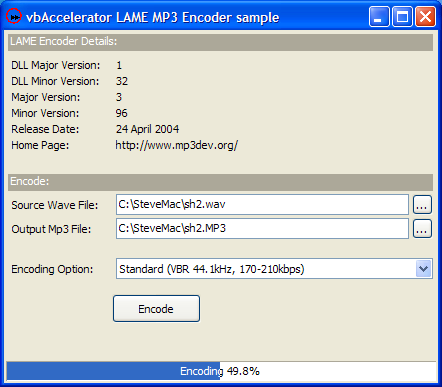 vbAccelerator LAME MP3 Encoder sample
LAME Encoder Details:
DLL Major Version: 1
DLL Minor Version: 32
Major Version: 3
Minor Version: 96
Release Date: 24 April 2004
Home Page: http://www.mp3dev.org/
Encode:
Source Wave File: C:\SteveMac\sh2.wav ...
Output Mp3 File: C:\SteveMac\sh2.MP3 ...
Encoding Option: Standard (VBR 44.1kHz, 170-210kbps)
Encode
Encoding 49.8%